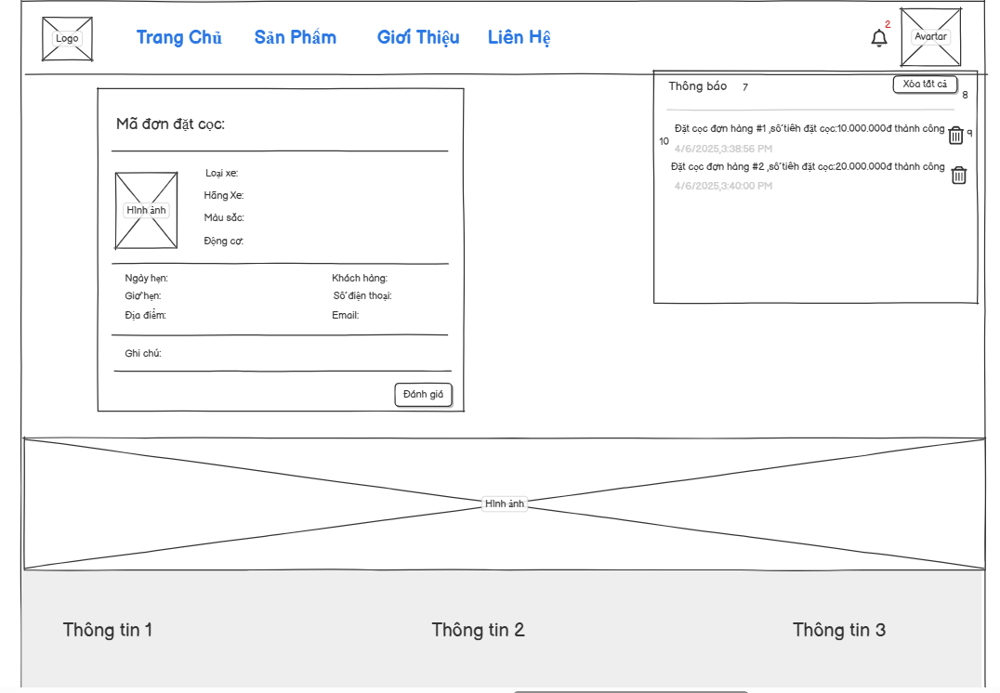 Logo
Trang Chủ Sản Phẩm Giới Thiệu Liên Hệ
2
Avartar
Thông báo 7
Xóa tất cả
8
Mã đơn đặt cọc:
10
Đặt cọc đơn hàng #1 ,số tiền đặt cọc:10.000.000đ thành công
9
4/6/2025,3:38:56 PM
Đặt cọc đơn hàng #2 ,số tiền đặt cọc:20.000.000đ thành công
4/6/2025,3:40:00 PM
Hình ảnh
Loại xe:
Hãng Xe:
Màu sắc:
Động cơ:
Ngày hẹn:
Giờ hẹn:
Địa điểm:
Khách hàng:
Số điện thoại:
Email:
Ghi chú:
Đánh giá
Hình ảnh
Thông tin 1
Thông tin 2
Thông tin 3